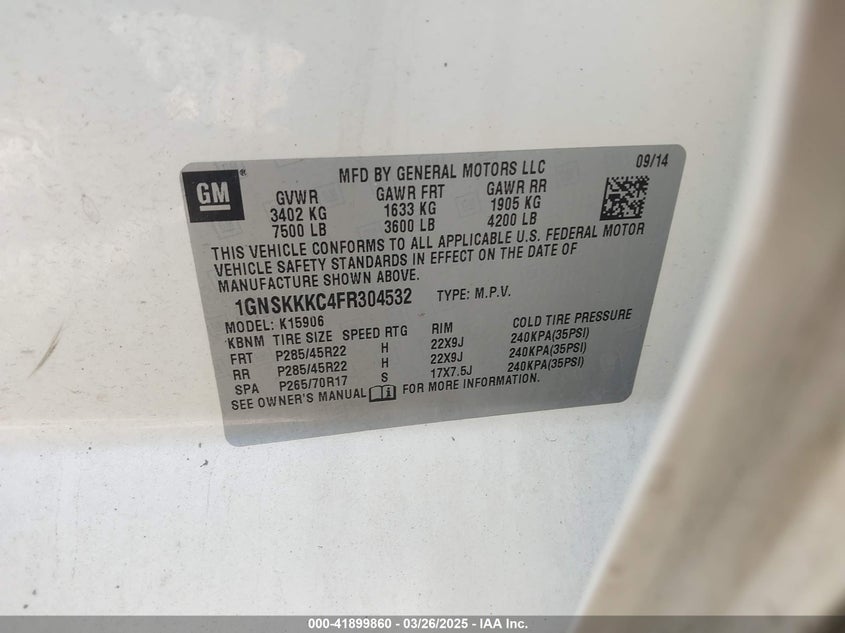 GM
®
MFD BY GENERAL MOTORS LLC
09/14
GVWR GAWR FRT GAWR RR
3402 KG 1633 KG 1905 KG
7500 LB 3600 LB 4200 LB
THIS VEHICLE CONFORMS TO ALL APPLICABLE U.S. FEDERAL MOTOR
VEHICLE SAFETY STANDARDS IN EFFECT ON THE DATE OF
MANUFACTURE SHOWN ABOVE.
1GNSKKKC4FR304532 TYPE: M.P.V.
MODEL: K15906
KBNM TIRE SIZE SPEED RTG RIM COLD TIRE PRESSURE
FRT P285/45R22 H 22X9J 240KPA(35PSI)
RR P285/45R22 H 22X9J 240KPA(35PSI)
SPA P265/70R17 S 17X7.5J 240KPA(35PSI)
SEE OWNER'S MANUAL FOR MORE INFORMATION.
000-41899860 - 03/26/2025 - IAA Inc.